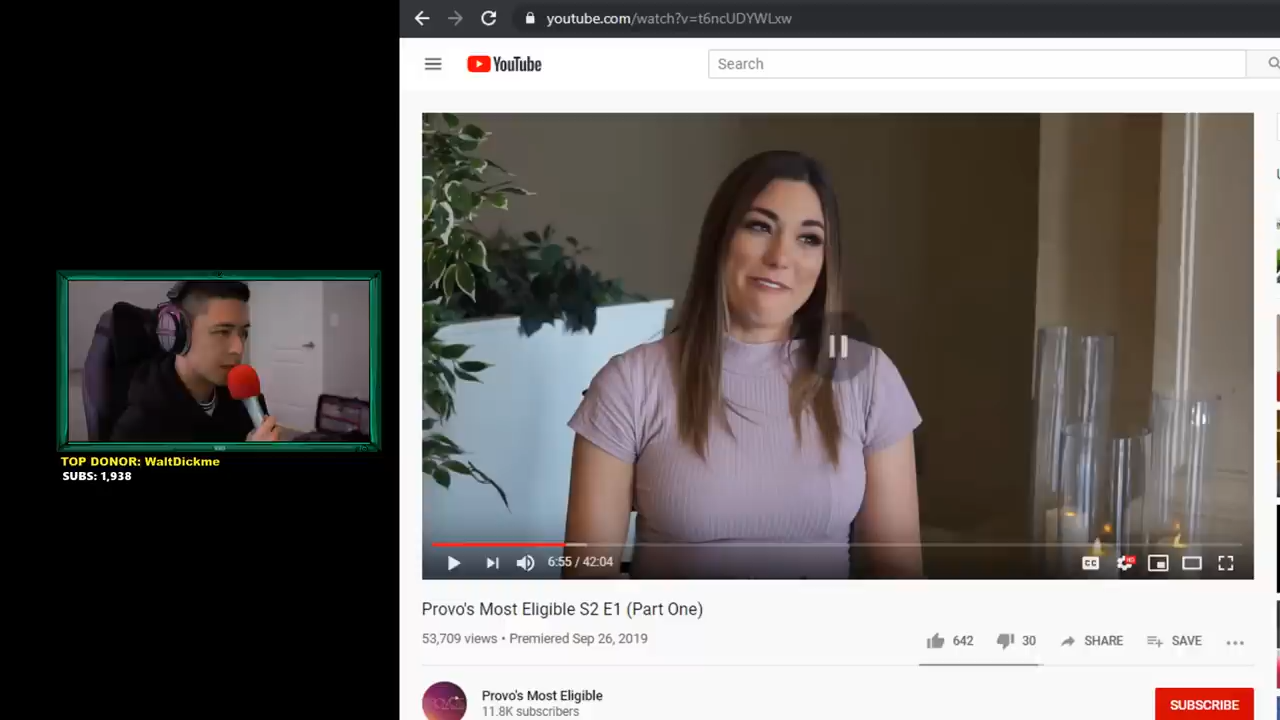 youtube.com/watch?v=t6ncUDYWLxw
YouTube
Search
TOP DONOR: WaltDickme
SUBS: 1,938
6:55 / 42:04
CC
HD
Provo's Most Eligible S2 E1 (Part One)
53,709 views • Premiered Sep 26, 2019
642
30
SHARE
SAVE
Provo's Most Eligible
11.8K subscribers
SUBSCRIBE